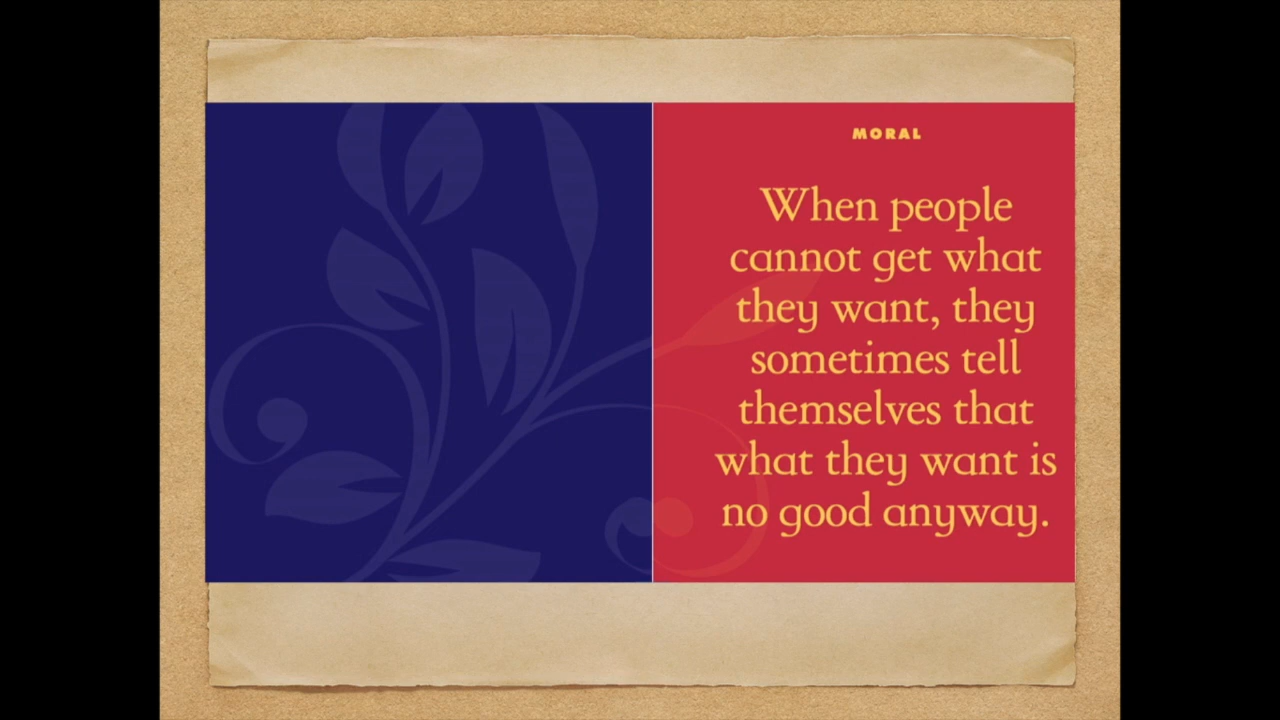 MORAL
When people
cannot get what
they want, they
sometimes tell
themselves that
what they want is
no good anyway.